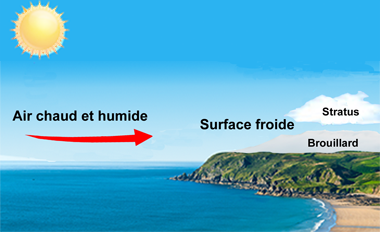 Air chaud et humide
Surface froide
Stratus
Brouillard